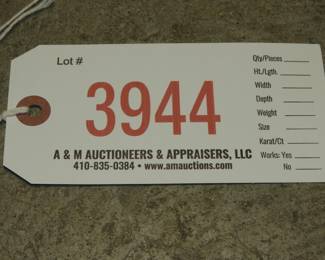 Lot #
3944
A & M AUCTIONEERS & APPRAISERS, LLC
410-835-0384 • www.amauctions.com
Qty/Pieces
Ht./Lgth.
Width
Depth
Weight
Size
Karat/Ct
Works: Yes
No